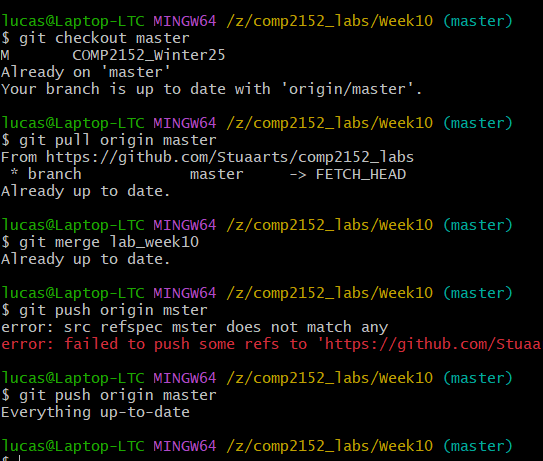 lucas@Laptop-LTC MINGW64 /z/comp2152_labs/Week10 (master)
$ git checkout master
M       COMP2152_Winter25
Already on 'master'
Your branch is up to date with 'origin/master'.
lucas@Laptop-LTC MINGW64 /z/comp2152_labs/Week10 (master)
$ git pull origin master
From https://github.com/Stuaarts/comp2152_labs
 * branch            master     -> FETCH_HEAD
Already up to date.
lucas@Laptop-LTC MINGW64 /z/comp2152_labs/Week10 (master)
$ git merge lab_week10
Already up to date.
lucas@Laptop-LTC MINGW64 /z/comp2152_labs/Week10 (master)
$ git push origin mster
error: src refspec mster does not match any
error: failed to push some refs to 'https://github.com/Stuaa
lucas@Laptop-LTC MINGW64 /z/comp2152_labs/Week10 (master)
$ git push origin master
Everything up-to-date
lucas@Laptop-LTC MINGW64 /z/comp2152_labs/Week10 (master)
$